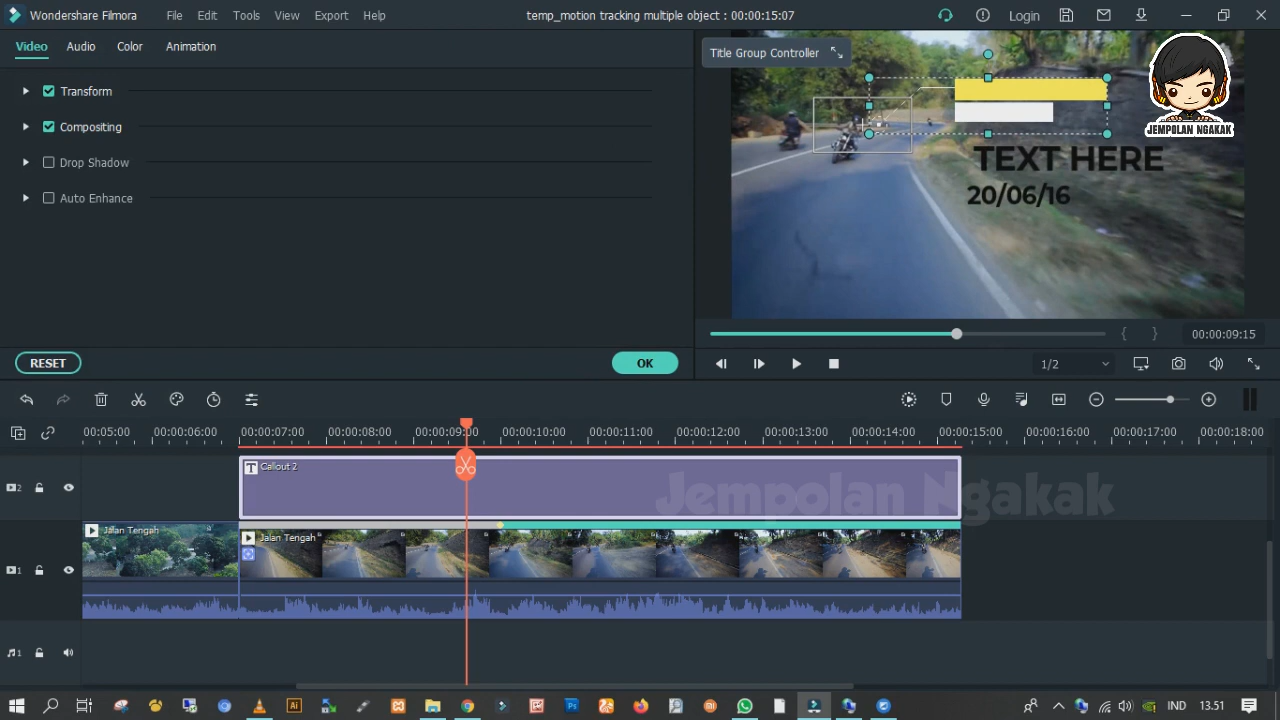 Wondershare Filmora File Edit Tools View Export Help temp_motion tracking multiple object : 00:00:15:07 Login
Video Audio Color Animation
Transform
Compositing
Drop Shadow
Auto Enhance
RESET OK
Title Group Controller
JEMPOLAN NGAKAK
TEXT HERE
20/06/16
00:00:09:15
1/2
00:05:00 00:00:06:00 00:00:07:00 00:00:08:00 00:00:09:00 00:00:10:00 00:00:11:00 00:00:12:00 00:00:13:00 00:00:14:00 00:00:15:00 00:00:16:00 00:00:17:00 00:00:18:00
2 T Callout 2
Jempolan Ngakak
1 Jalan Tengah Jalan Tengah
1
Ai Ps IND 13.51